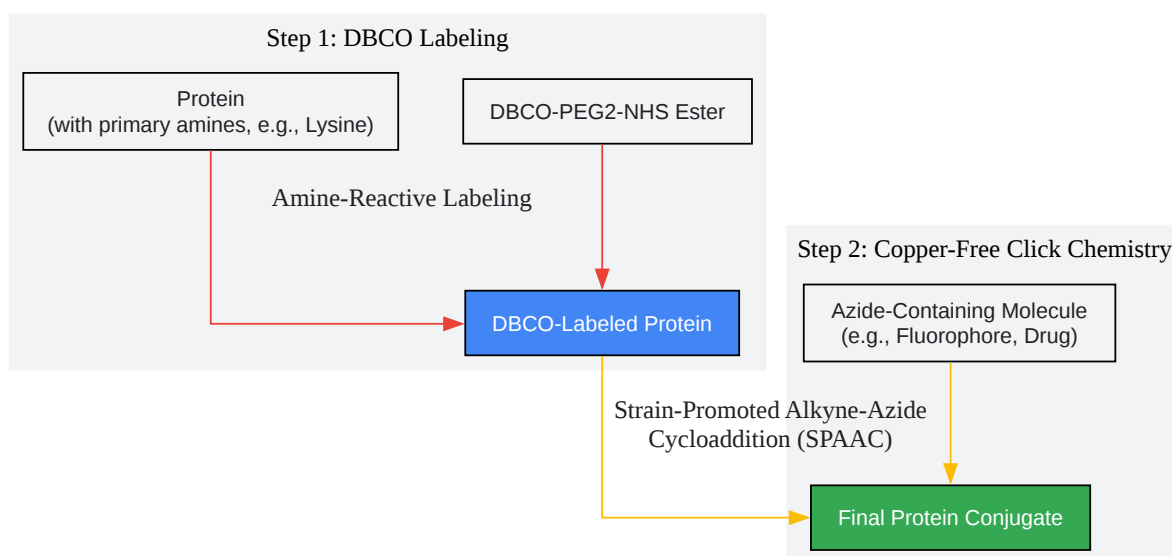 Step 1: DBCO Labeling
Protein
(with primary amines, e.g., Lysine)
DBCO-PEG2-NHS Ester
Amine-Reactive Labeling
DBCO-Labeled Protein
Step 2: Copper-Free Click Chemistry
Azide-Containing Molecule
(e.g., Fluorophore, Drug)
Strain-Promoted Alkyne-Azide
Cycloaddition (SPAAC)
Final Protein Conjugate